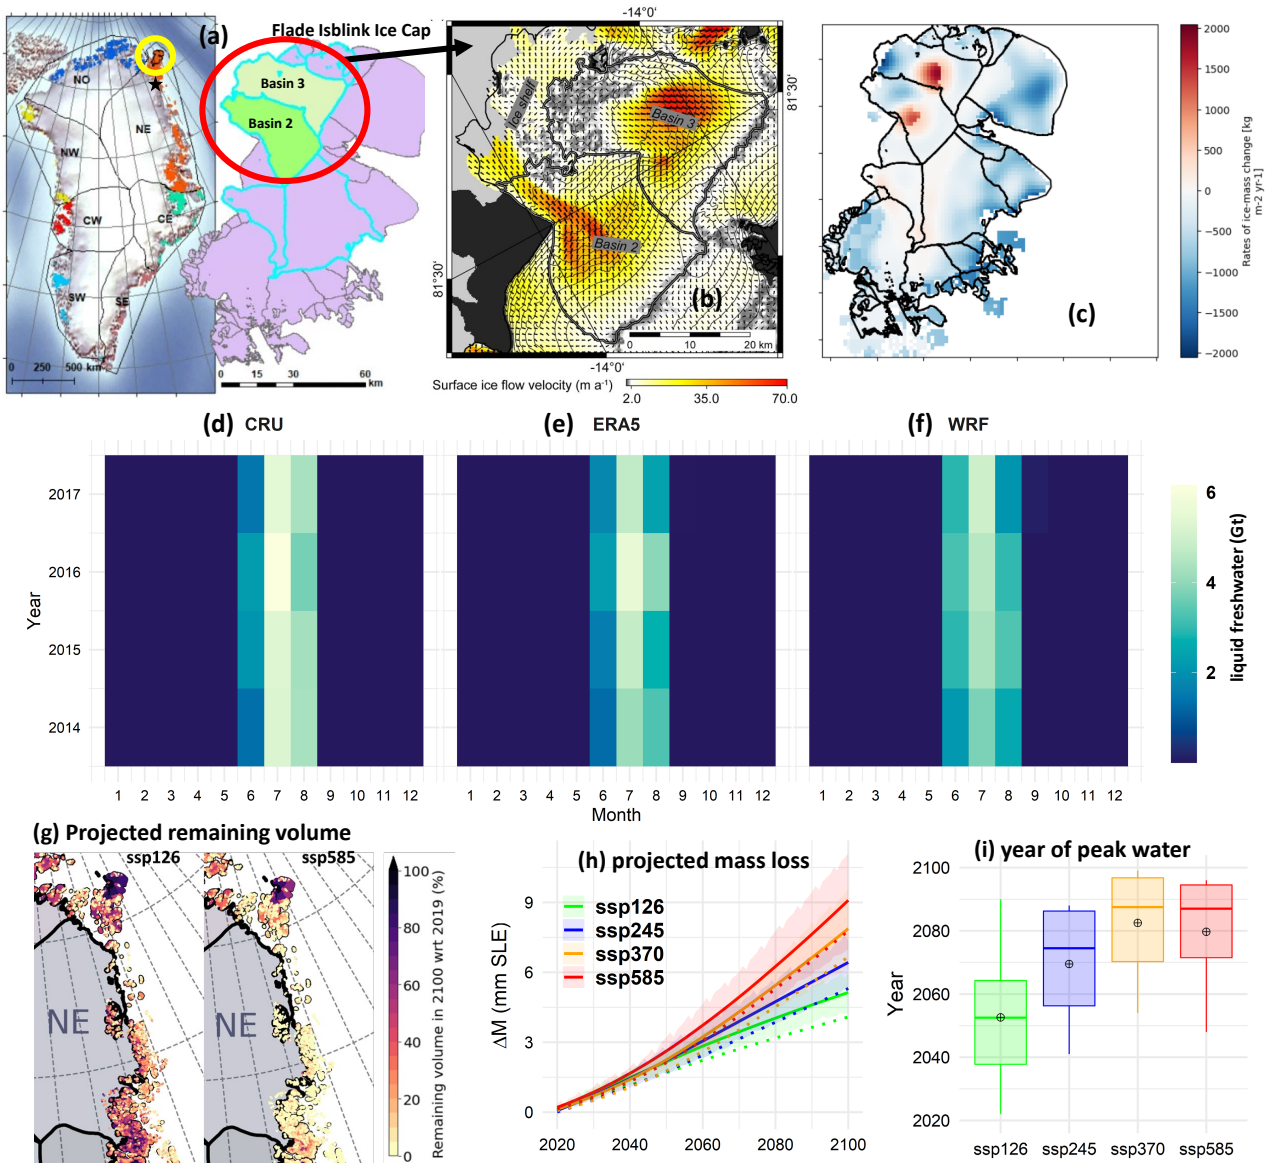 (a)
Flade Isblink Ice Cap
NO
NE
NW
CW
CE
SW
SE
0 250 500 km
Basin 3
Basin 2
0 15 30 60
km
-14°0'
81°30'
81°30'
Ice shelf
Basin 3
Basin 2
(b)
0 10 20 km
-14°0'
Surface ice flow velocity (m a⁻¹)
2.0 35.0 70.0
(c)
2000
1500
1000
500
0
−500
−1000
−1500
−2000
Rates of ice-mass change [kg
m-2 yr-1]
(d) CRU
(e) ERA5
(f) WRF
2017
2016
2015
2014
Year
1 2 3 4 5 6 7 8 9 10 11 12
1 2 3 4 5 6 7 8 9 10 11 12
1 2 3 4 5 6 7 8 9 10 11 12
Month
6
4
2
liquid freshwater (Gt)
(g) Projected remaining volume
ssp126
ssp585
NE
NE
100
80
60
40
20
0
Remaining volume in 2100 wrt 2019 (%)
(h) projected mass loss
ssp126
ssp245
ssp370
ssp585
ΔM (mm SLE)
9
6
3
0
2020 2040 2060 2080 2100
(i) year of peak water
Year
2100
2080
2060
2040
2020
ssp126 ssp245 ssp370 ssp585